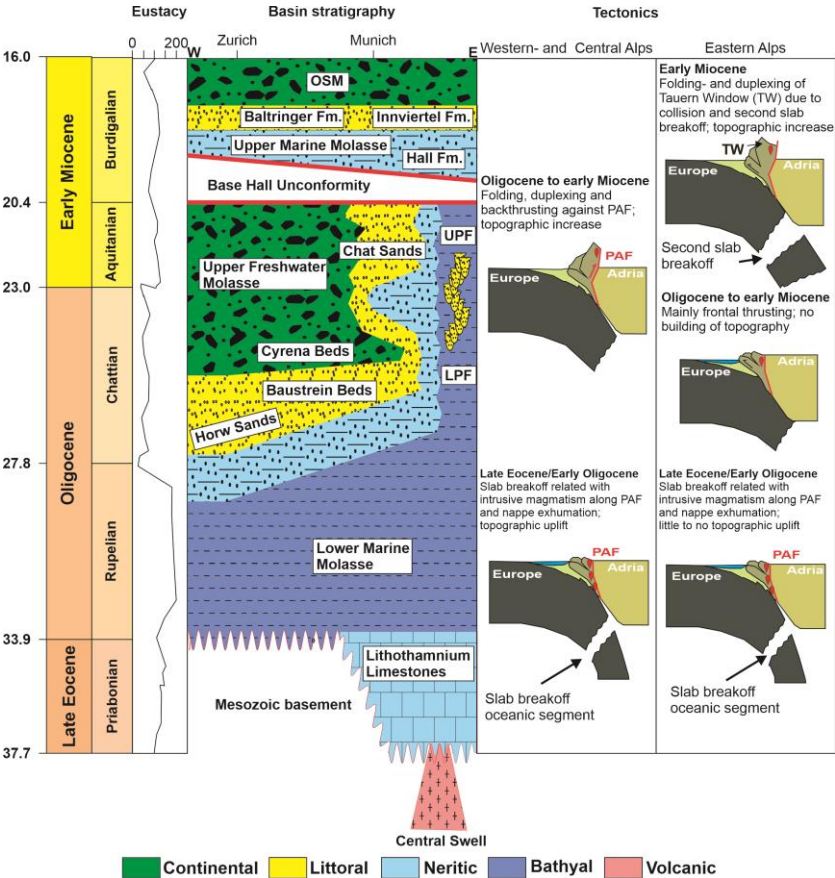 Eustacy
Basin stratigraphy
Tectonics
0 100 200
W
Zurich
Munich
E
Western- and Central Alps
Eastern Alps
16.0
20.4
23.0
27.8
33.9
37.7
Early Miocene
Oligocene
Late Eocene
Burdigalian
Aquitanian
Chattian
Rupelian
Priabonian
OSM
Baltringer Fm.
Innviertel Fm.
Upper Marine Molasse
Hall Fm.
Base Hall Unconformity
Chat Sands
UPF
Upper Freshwater
Molasse
Cyrena Beds
LPF
Baustrein Beds
Horw Sands
Lower Marine
Molasse
Lithothamnium
Limestones
Mesozoic basement
Central Swell
Oligocene to early Miocene
Folding, duplexing and
backthrusting against PAF;
topographic increase
PAF
Europe
Adria
Late Eocene/Early Oligocene
Slab breakoff related with
intrusive magmatism along PAF
and nappe exhumation;
topographic uplift
PAF
Europe
Adria
Slab breakoff
oceanic segment
Early Miocene
Folding- and duplexing of
Tauern Window (TW) due to
collision and second slab
breakoff; topographic increase
TW
Europe
Adria
Second slab
breakoff
Oligocene to early Miocene
Mainly frontal thrusting; no
building of topography
Europe
Adria
Late Eocene/Early Oligocene
Slab breakoff related with
intrusive magmatism along PAF
and nappe exhumation;
little to no topographic uplift
PAF
Europe
Adria
Slab breakoff
oceanic segment
Continental
Littoral
Neritic
Bathyal
Volcanic